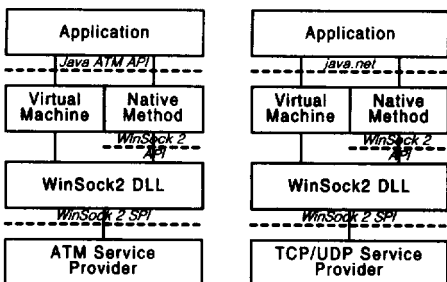 Application
Java ATM API
Virtual
Machine
Native
Method
WinSock 2
API
WinSock2 DLL
WinSock 2 SPI
ATM Service
Provider
Application
java.net
Virtual
Machine
Native
Method
WinSock 2
API
WinSock2 DLL
WinSock 2 SPI
TCP/UDP Service
Provider